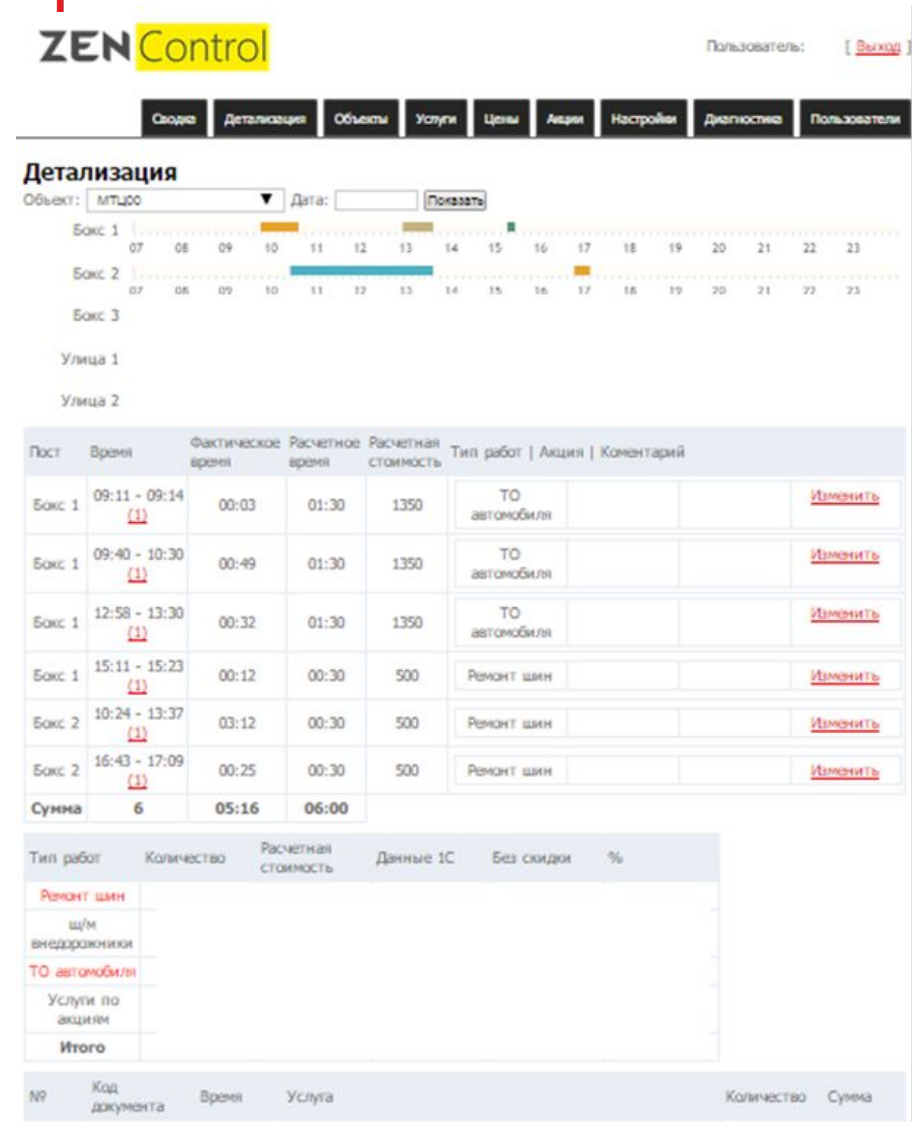 ZEN Control
Пользователь: [ Выход ]
Сводка Детализация Объекты Услуги Цены Акции Настройки Диагностика Пользователи
Детализация
Объект: МТЦ00 ▼ Дата: Показать
Бокс 1
07 08 09 10 11 12 13 14 15 16 17 18 19 20 21 22 23
Бокс 2
07 08 09 10 11 12 13 14 15 16 17 18 19 20 21 22 23
Бокс 3
Улица 1
Улица 2
Пост Время Фактическое Расчетное Расчетная Тип работ | Акция | Коментарий
время время стоимость
Бокс 1 09:11 - 09:14 00:03 01:30 1350 ТО Изменить
(1) автомобиля
Бокс 1 09:40 - 10:30 00:49 01:30 1350 ТО Изменить
(1) автомобиля
Бокс 1 12:58 - 13:30 00:32 01:30 1350 ТО Изменить
(1) автомобиля
Бокс 1 15:11 - 15:23 00:12 00:30 500 Ремонт шин Изменить
(1)
Бокс 2 10:24 - 13:37 03:12 00:30 500 Ремонт шин Изменить
(1)
Бокс 2 16:43 - 17:09 00:25 00:30 500 Ремонт шин Изменить
(1)
Сумма 6 05:16 06:00
Тип работ Количество Расчетная Данные 1С Без скидки %
стоимость
Ремонт шин
ш/м
внедорожники
ТО автомобиля
Услуги по
акциям
Итого
№ Код Время Услуга Количество Сумма
документа